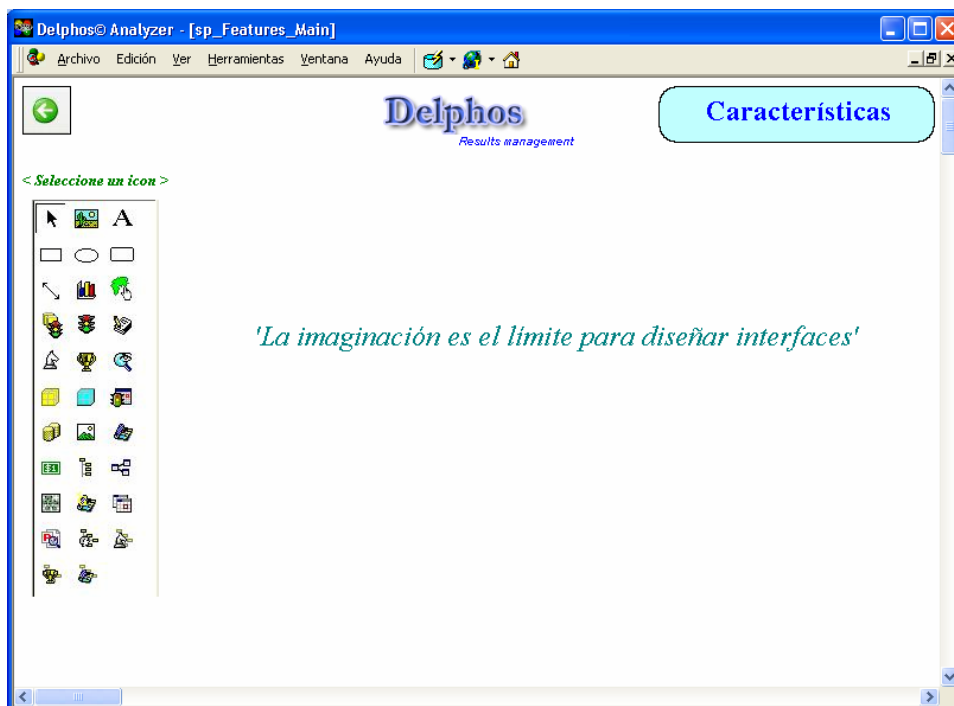 Delphos© Analyzer - [sp_Features_Main]
Archivo Edición Ver Herramientas Ventana Ayuda
Delphos
Results management
Características
< Seleccione un icon >
A
'La imaginación es el límite para diseñar interfaces'